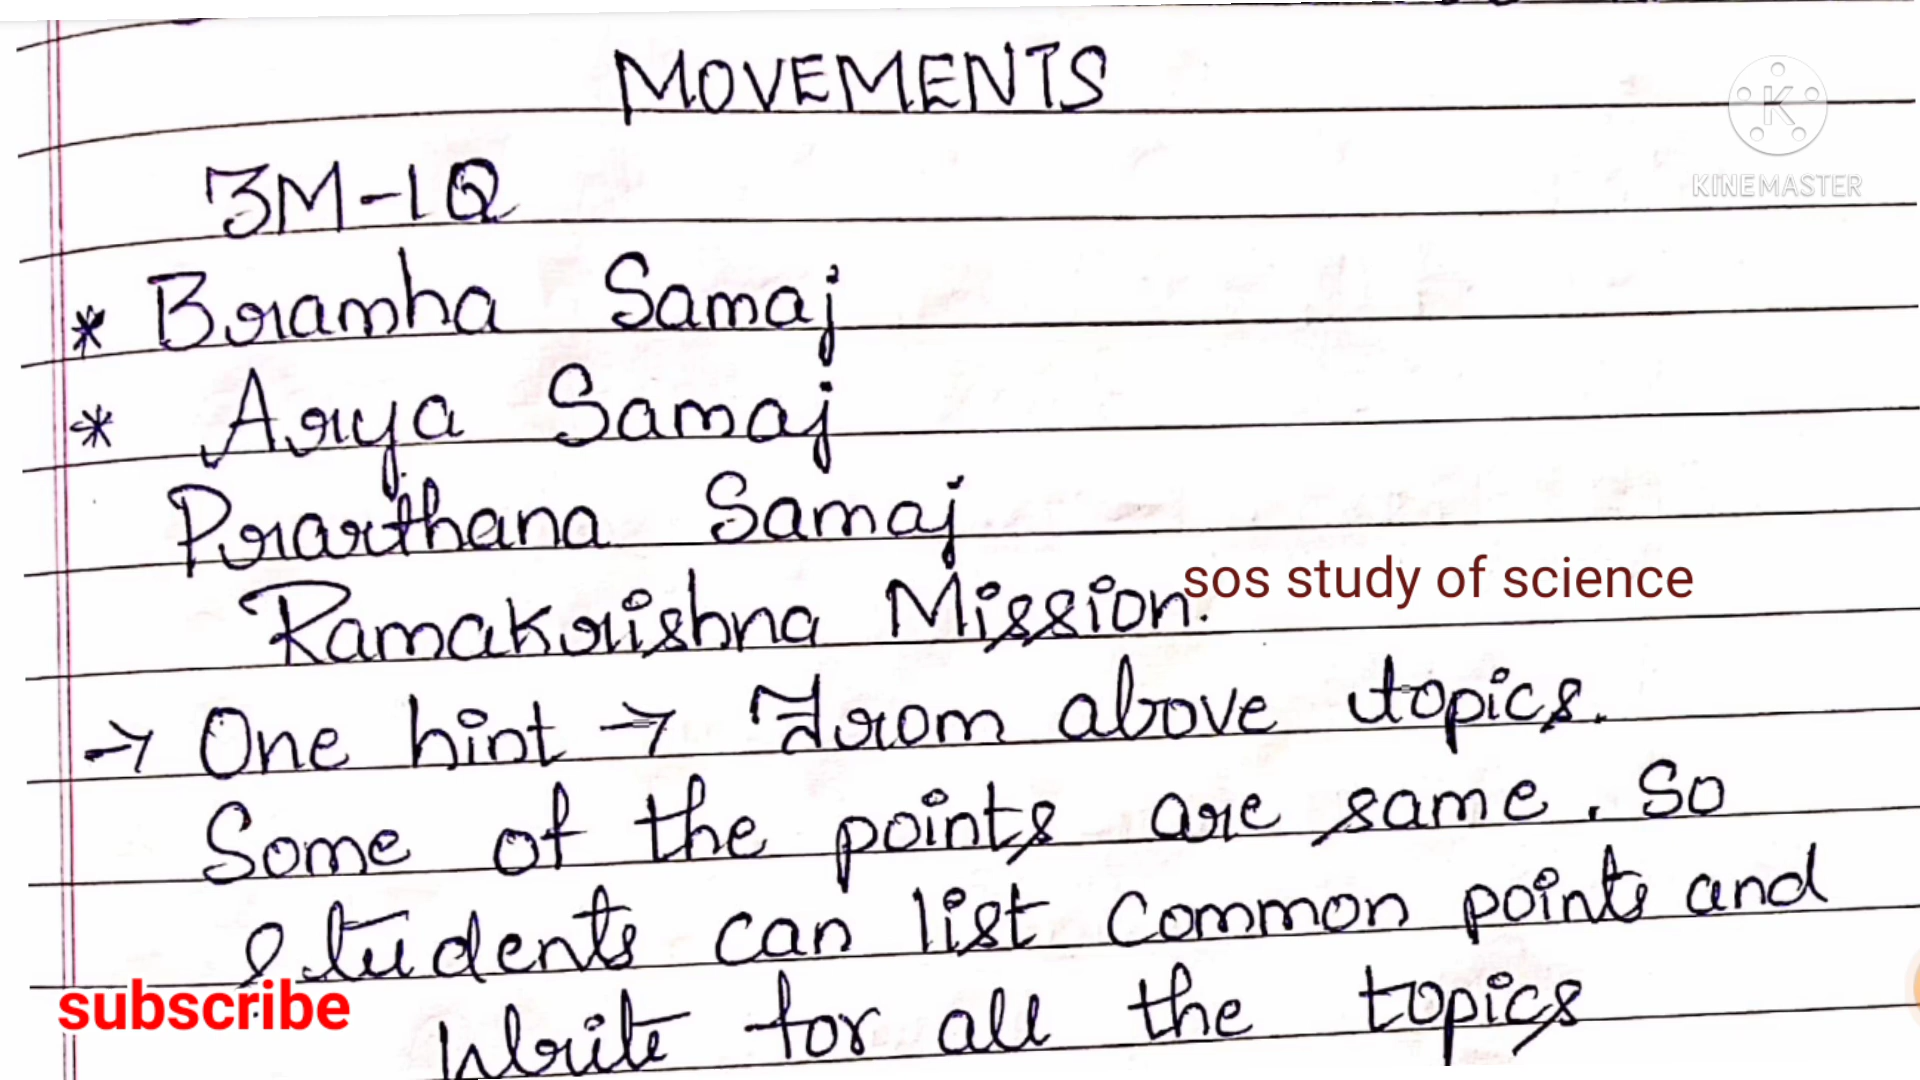 MOVEMENTS
3M-1Q
* Bramha Samaj
* Arya Samaj
Prarthana Samaj
Ramakrishna Mission.
→ One hint → From above topics.
Some of the points are same. So
students can list common points and
write for all the topics
K
KINEMASTER
sos study of science
subscribe